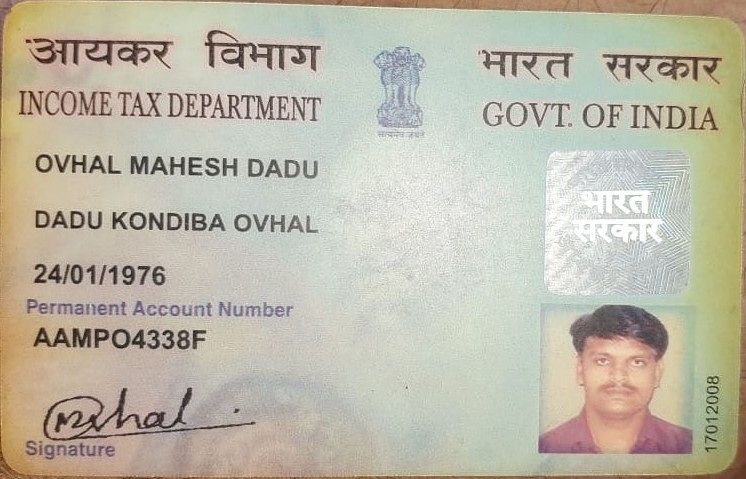 आयकर विभाग
INCOME TAX DEPARTMENT
भारत सरकार
GOVT. OF INDIA
सत्यमेव जयते
OVHAL MAHESH DADU
DADU KONDIBA OVHAL
24/01/1976
Permanent Account Number
AAMPO4338F
भारत
सरकार
Signature
17012008